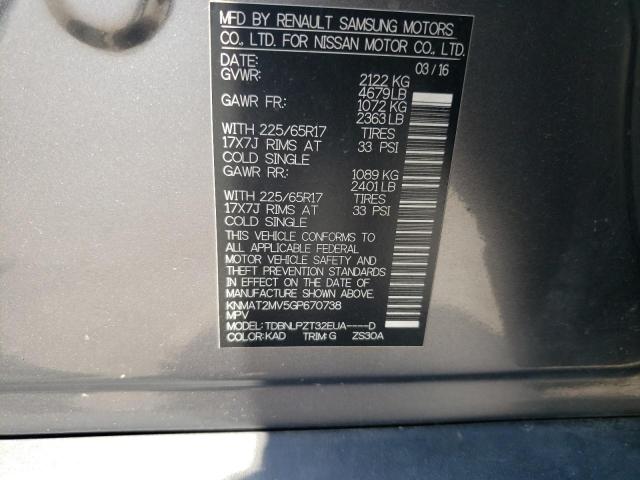 MFD BY RENAULT SAMSUNG MOTORS
CO., LTD. FOR NISSAN MOTOR CO., LTD.
DATE: 03/16
GVWR: 2122 KG
4679 LB
GAWR FR.: 1072 KG
2363 LB
WITH 225/65R17 TIRES
17X7J RIMS AT 33 PSI
COLD SINGLE
GAWR RR.: 1089 KG
2401 LB
WITH 225/65R17 TIRES
17X7J RIMS AT 33 PSI
COLD SINGLE
THIS VEHICLE CONFORMS TO
ALL APPLICABLE FEDERAL
MOTOR VEHICLE SAFETY AND
THEFT PREVENTION STANDARDS
IN EFFECT ON THE DATE OF
MANUFACTURE SHOWN ABOVE.
KNMAT2MV5GP670738
MPV
MODEL: TDBNLPZT32EUA----D
COLOR: KAD TRIM: G ZS30A